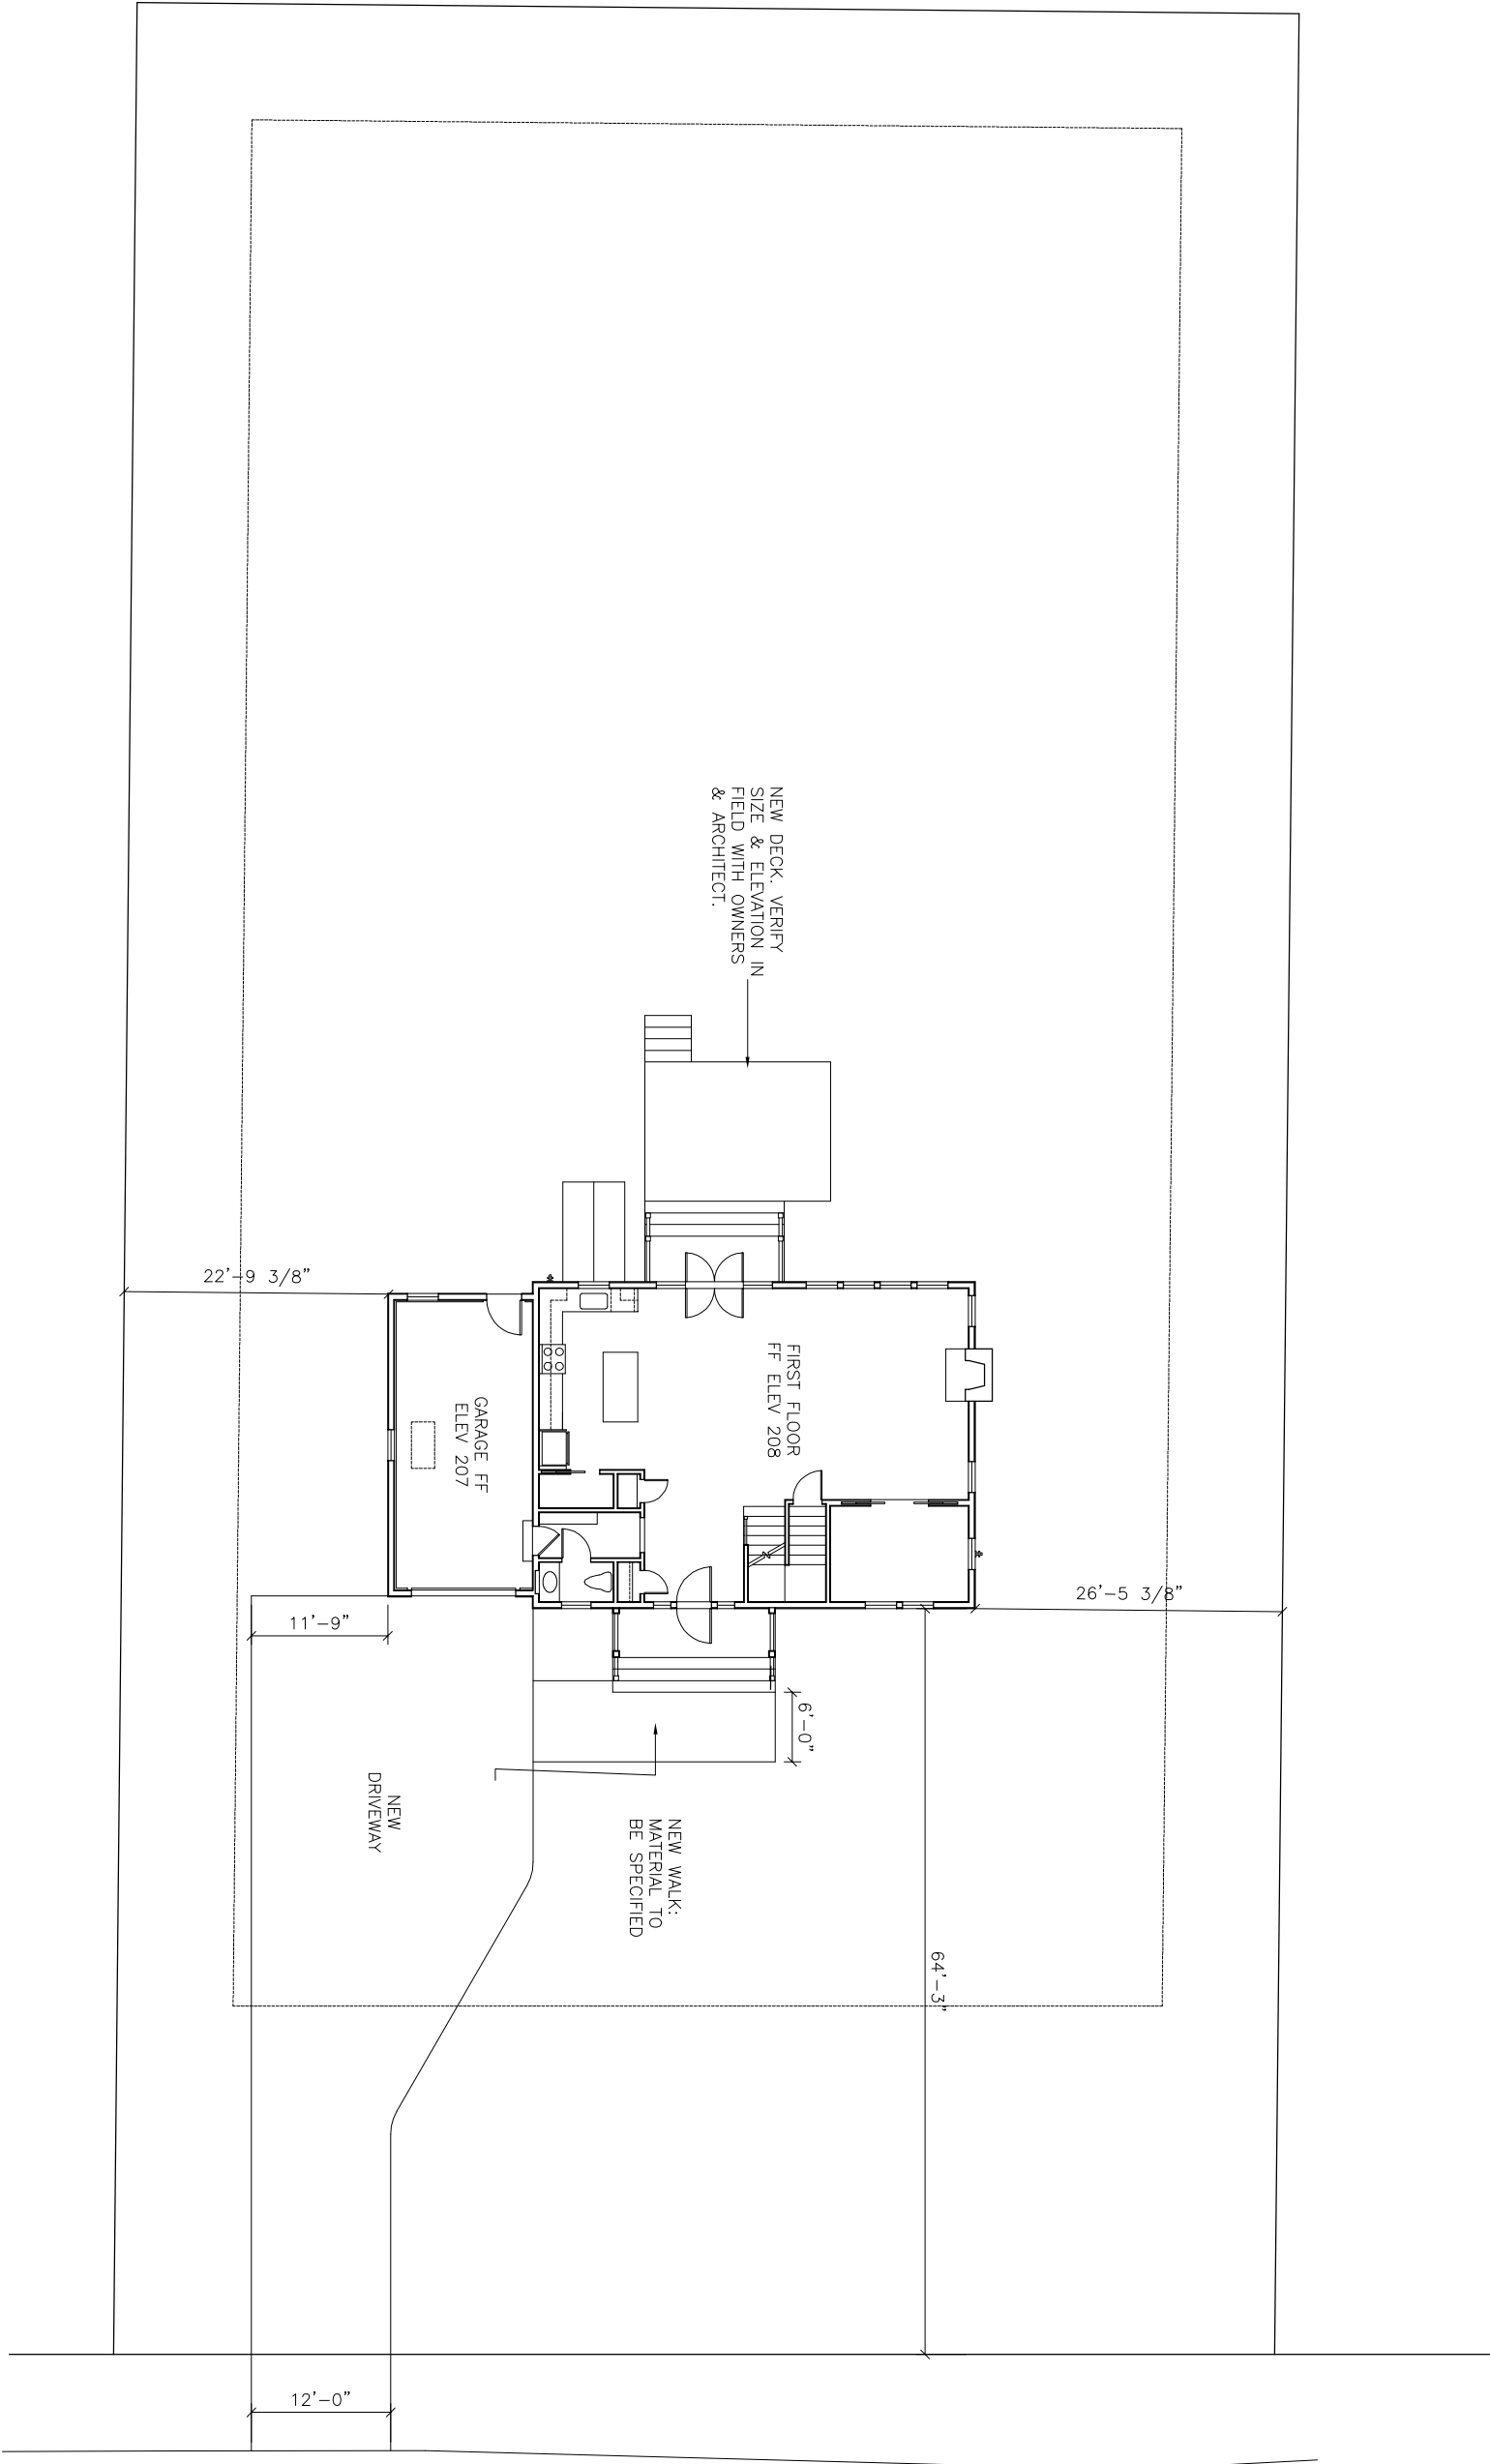 NEW DECK. VERIFY
SIZE & ELEVATION IN
FIELD WITH OWNERS
& ARCHITECT.
22'-9 3/8"
FIRST FLOOR
FF ELEV 208
GARAGE FF
ELEV 207
26'-5 3/8"
11'-9"
6'-0"
NEW
DRIVEWAY
NEW WALK:
MATERIAL TO
BE SPECIFIED
64'-3"
12'-0"